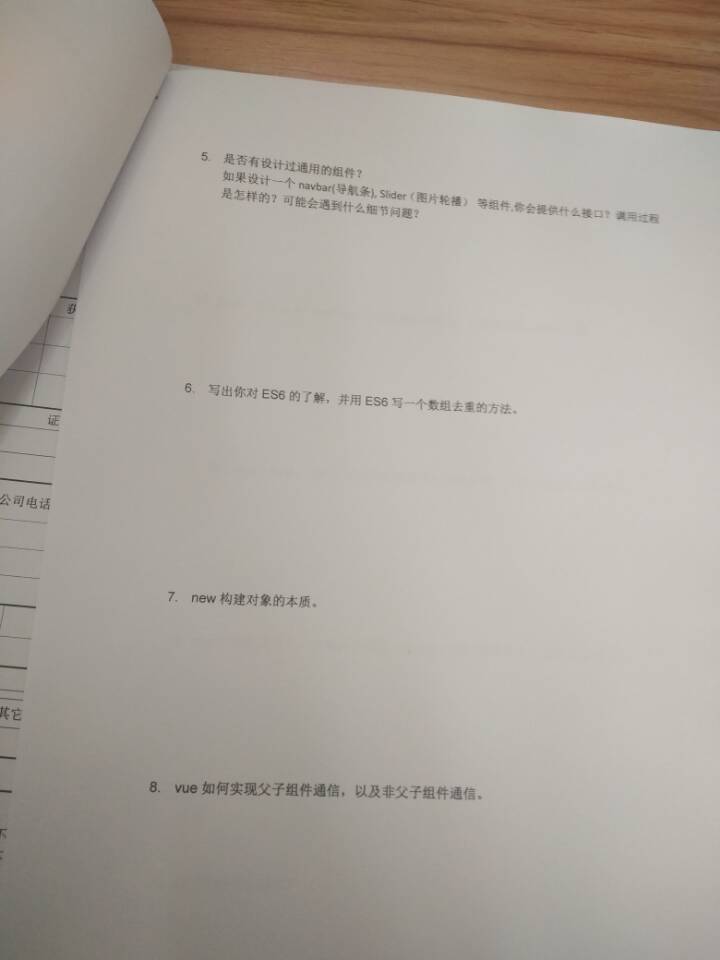 5. 是否有设计过通用的组件？
如果设计一个 navbar(导航条), Slider（图片轮播） 等组件,你会提供什么接口？调用过程
是怎样的？可能会遇到什么细节问题？
6. 写出你对 ES6 的了解，并用 ES6 写一个数组去重的方法。
7. new 构建对象的本质。
8. vue 如何实现父子组件通信，以及非父子组件通信。
证
公司电话
其它